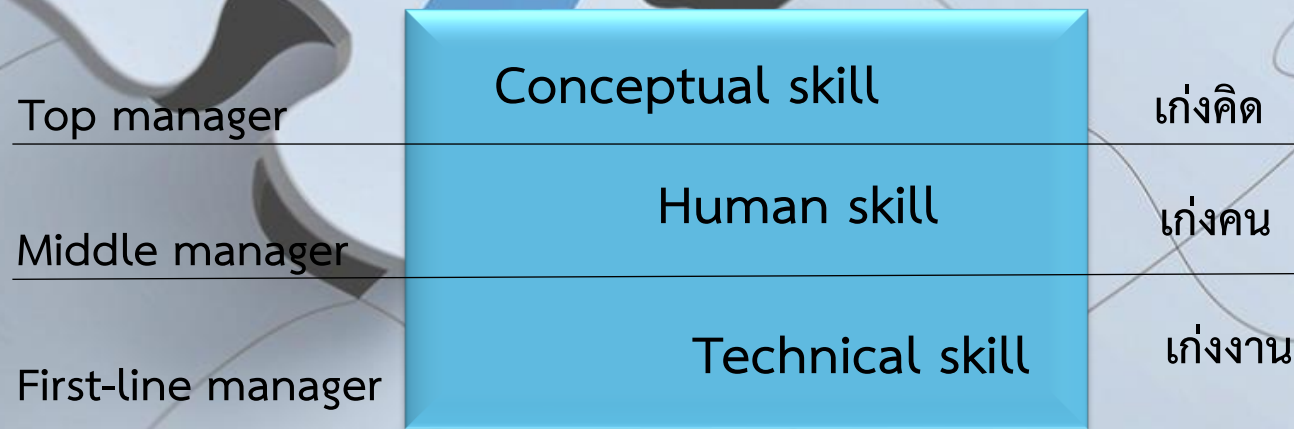 Top manager Conceptual skill เก่งคิด
Middle manager Human skill เก่งคน
First-line manager Technical skill เก่งงาน